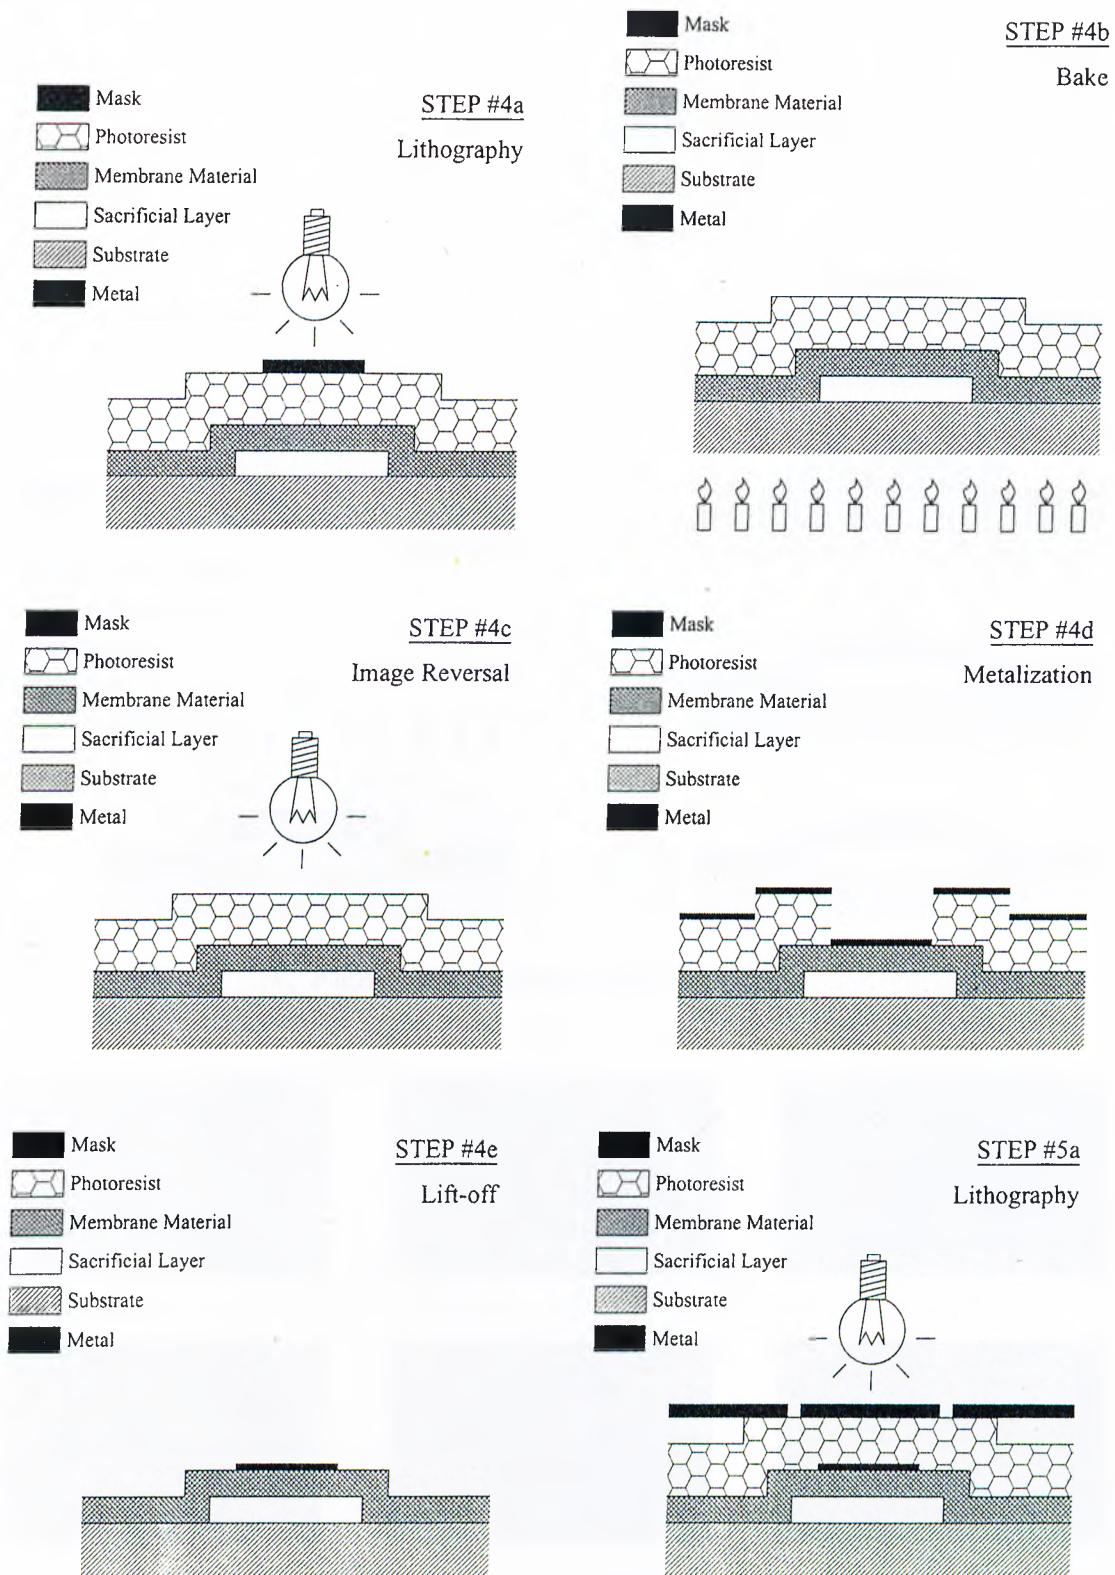 STEP #4a
Lithography
Mask
Photoresist
Membrane Material
Sacrificial Layer
Substrate
Metal
STEP #4b
Bake
Mask
Photoresist
Membrane Material
Sacrificial Layer
Substrate
Metal
STEP #4c
Image Reversal
Mask
Photoresist
Membrane Material
Sacrificial Layer
Substrate
Metal
STEP #4d
Metalization
Mask
Photoresist
Membrane Material
Sacrificial Layer
Substrate
Metal
STEP #4e
Lift-off
Mask
Photoresist
Membrane Material
Sacrificial Layer
Substrate
Metal
STEP #5a
Lithography
Mask
Photoresist
Membrane Material
Sacrificial Layer
Substrate
Metal